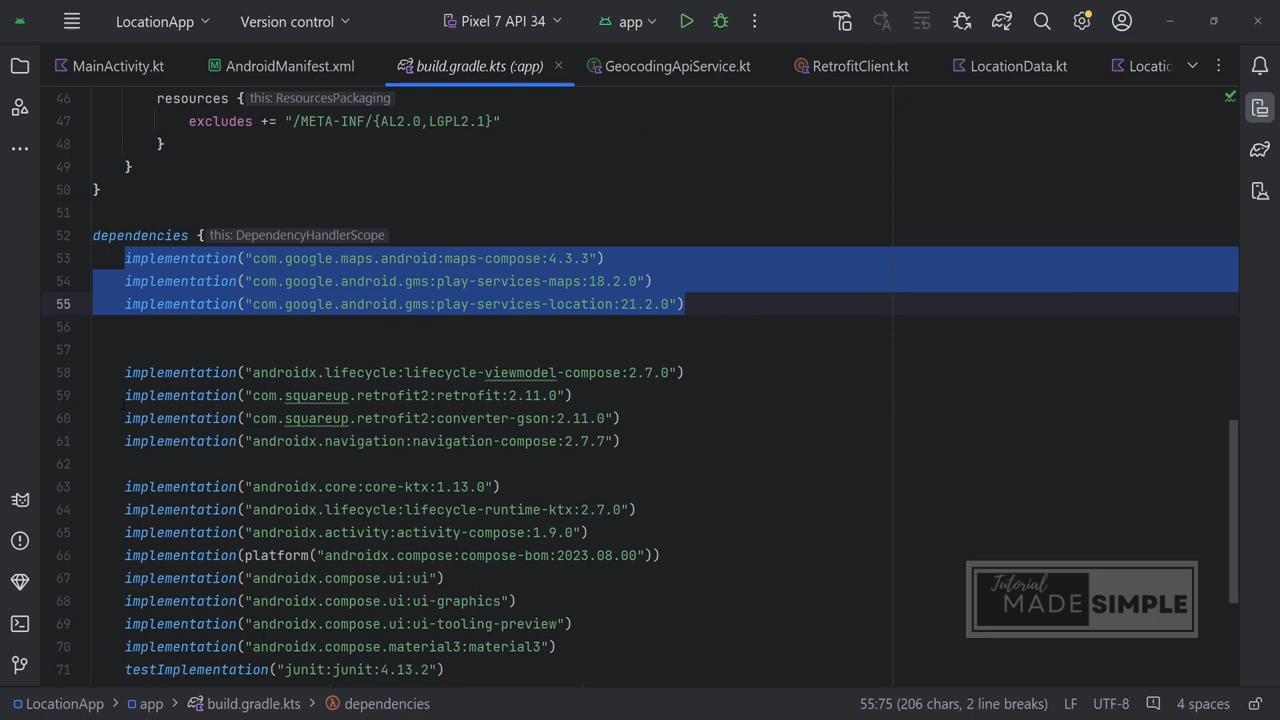 LocationApp Version control Pixel 7 API 34 app
MainActivity.kt AndroidManifest.xml build.gradle.kts (:app) GeocodingApiService.kt RetrofitClient.kt LocationData.kt Locatic
46 resources { this: ResourcesPackaging
47 excludes += "/META-INF/{AL2.0,LGPL2.1}"
48 }
49 }
50 }
51
52 dependencies { this: DependencyHandlerScope
53 implementation("com.google.maps.android:maps-compose:4.3.3")
54 implementation("com.google.android.gms:play-services-maps:18.2.0")
55 implementation("com.google.android.gms:play-services-location:21.2.0")
56
57
58 implementation("androidx.lifecycle:lifecycle-viewmodel-compose:2.7.0")
59 implementation("com.squareup.retrofit2:retrofit:2.11.0")
60 implementation("com.squareup.retrofit2:converter-gson:2.11.0")
61 implementation("androidx.navigation:navigation-compose:2.7.7")
62
63 implementation("androidx.core:core-ktx:1.13.0")
64 implementation("androidx.lifecycle:lifecycle-runtime-ktx:2.7.0")
65 implementation("androidx.activity:activity-compose:1.9.0")
66 implementation(platform("androidx.compose:compose-bom:2023.08.00"))
67 implementation("androidx.compose.ui:ui")
68 implementation("androidx.compose.ui:ui-graphics")
69 implementation("androidx.compose.ui:ui-tooling-preview")
70 implementation("androidx.compose.material3:material3")
71 testImplementation("junit:junit:4.13.2")
Tutorial
MADE SIMPLE
LocationApp > app > build.gradle.kts > dependencies 55:75 (206 chars, 2 line breaks) LF UTF-8 4 spaces